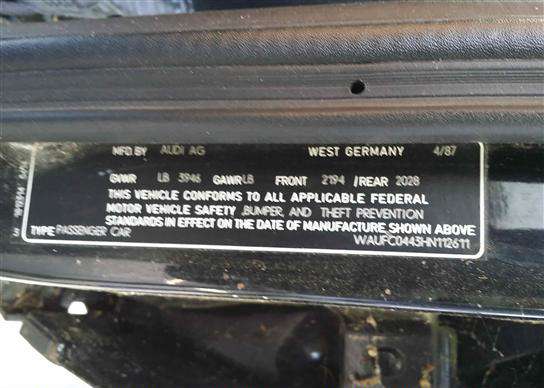 MFD.BY AUDI AG WEST GERMANY 4/87
GVWR LB 3946 GAWR LB FRONT 2194 /REAR 2028
THIS VEHICLE CONFORMS TO ALL APPLICABLE FEDERAL
MOTOR VEHICLE SAFETY ,BUMPER, AND THEFT PREVENTION
STANDARDS IN EFFECT ON THE DATE OF MANUFACTURE SHOWN ABOVE
TYPE PASSENGER CAR WAUFC0443HN112611